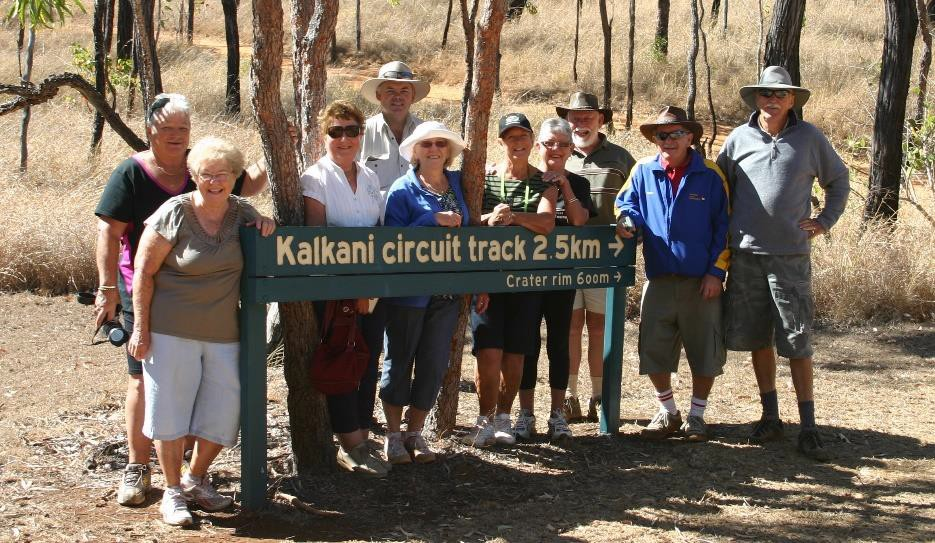 Kalkani circuit track 2.5km →
Crater rim 600m →